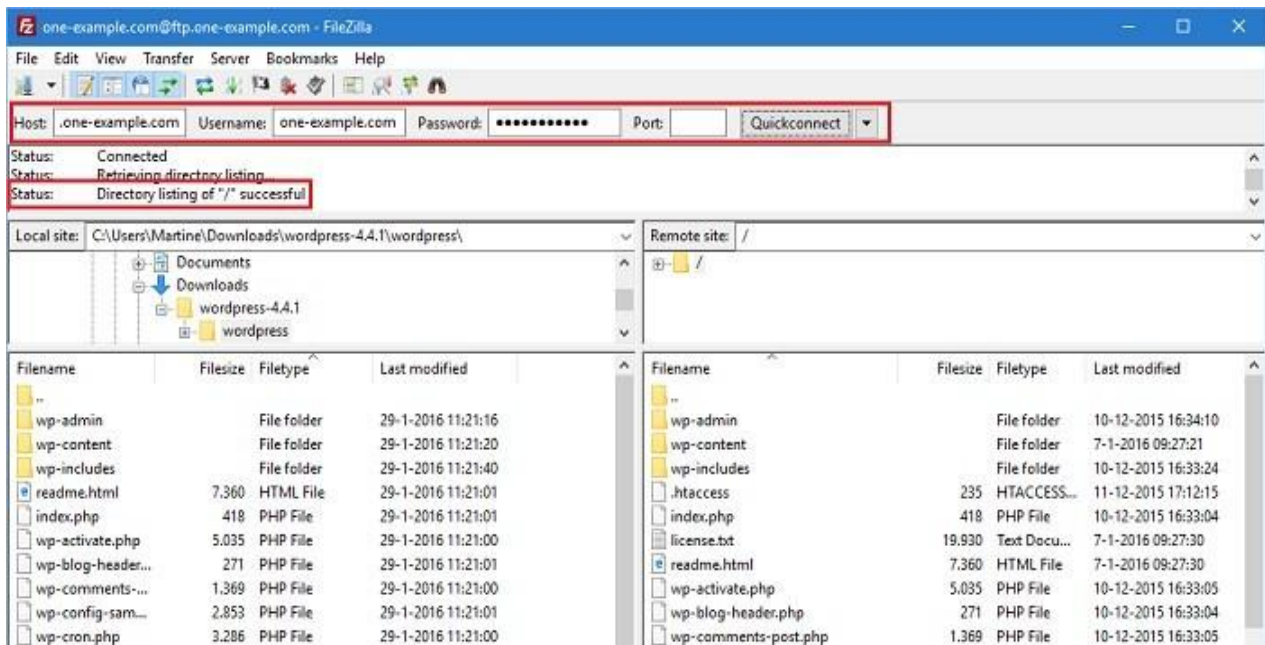 one-example.com@ftp.one-example.com - FileZilla
File Edit View Transfer Server Bookmarks Help
Host: .one-example.com Username: one-example.com Password: ●●●●●●●●●●● Port: Quickconnect
Status: Connected
Status: Retrieving directory listing...
Status: Directory listing of "/" successful
Local site: C:\Users\Martine\Downloads\wordpress-4.4.1\wordpress\
Documents
Downloads
wordpress-4.4.1
wordpress
Remote site: /
/
Filename Filesize Filetype Last modified
..
wp-admin File folder 29-1-2016 11:21:16
wp-content File folder 29-1-2016 11:21:20
wp-includes File folder 29-1-2016 11:21:40
readme.html 7.360 HTML File 29-1-2016 11:21:01
index.php 418 PHP File 29-1-2016 11:21:01
wp-activate.php 5.035 PHP File 29-1-2016 11:21:00
wp-blog-header... 271 PHP File 29-1-2016 11:21:01
wp-comments-... 1.369 PHP File 29-1-2016 11:21:00
wp-config-sam... 2.853 PHP File 29-1-2016 11:21:01
wp-cron.php 3.286 PHP File 29-1-2016 11:21:00
Filename Filesize Filetype Last modified
..
wp-admin File folder 10-12-2015 16:34:10
wp-content File folder 7-1-2016 09:27:21
wp-includes File folder 10-12-2015 16:33:24
.htaccess 235 HTACCESS... 11-12-2015 17:12:15
index.php 418 PHP File 10-12-2015 16:33:04
license.txt 19.930 Text Docu... 7-1-2016 09:27:30
readme.html 7.360 HTML File 7-1-2016 09:27:30
wp-activate.php 5.035 PHP File 10-12-2015 16:33:05
wp-blog-header.php 271 PHP File 10-12-2015 16:33:04
wp-comments-post.php 1.369 PHP File 10-12-2015 16:33:05